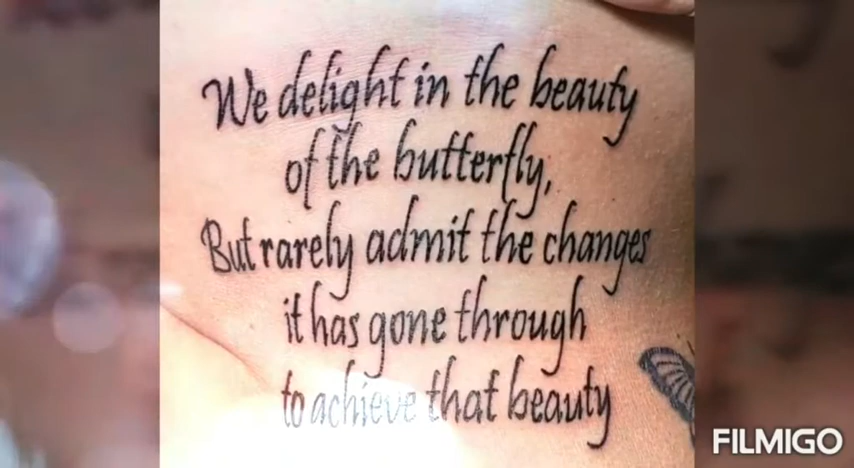 We delight in the beauty
of the butterfly,
But rarely admit the changes
it has gone through
to achieve that beauty
FILMIGO